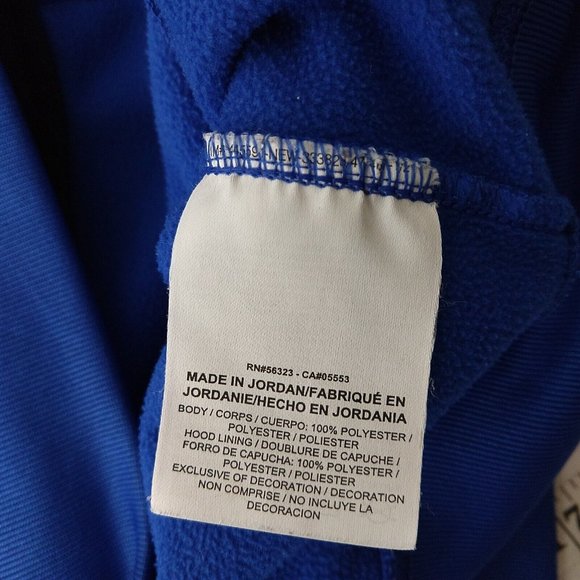 RN#56323 - CA#05553
MADE IN JORDAN/FABRIQUÉ EN
JORDANIE/HECHO EN JORDANIA
BODY / CORPS / CUERPO: 100% POLYESTER /
POLYESTER / POLIESTER
HOOD LINING / DOUBLURE DE CAPUCHE /
FORRO DE CAPUCHA: 100% POLYESTER /
POLYESTER / POLIESTER
EXCLUSIVE OF DECORATION / DECORATION
NON COMPRISE / NO INCLUYE LA
DECORACION